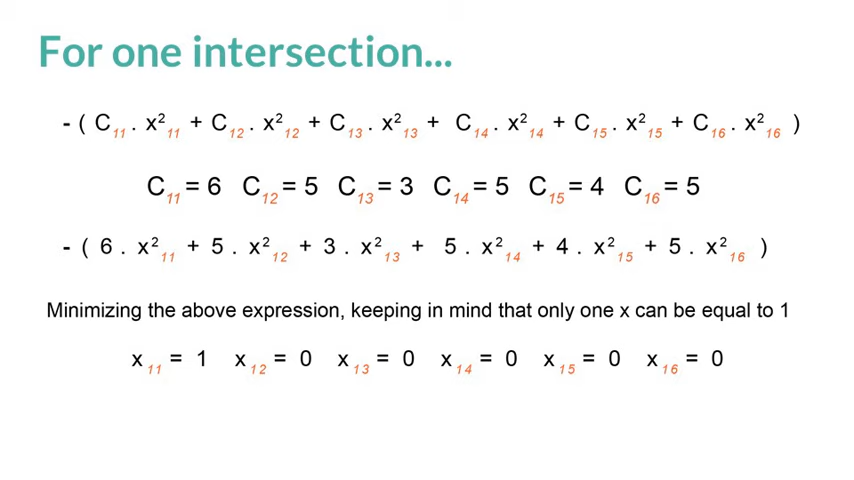 For one intersection...
- ( C₁₁ . x²₁₁ + C₁₂ . x²₁₂ + C₁₃ . x²₁₃ + C₁₄ . x²₁₄ + C₁₅ . x²₁₅ + C₁₆ . x²₁₆ )
C₁₁ = 6 C₁₂ = 5 C₁₃ = 3 C₁₄ = 5 C₁₅ = 4 C₁₆ = 5
- ( 6 . x²₁₁ + 5 . x²₁₂ + 3 . x²₁₃ + 5 . x²₁₄ + 4 . x²₁₅ + 5 . x²₁₆ )
Minimizing the above expression, keeping in mind that only one x can be equal to 1
x₁₁ = 1 x₁₂ = 0 x₁₃ = 0 x₁₄ = 0 x₁₅ = 0 x₁₆ = 0